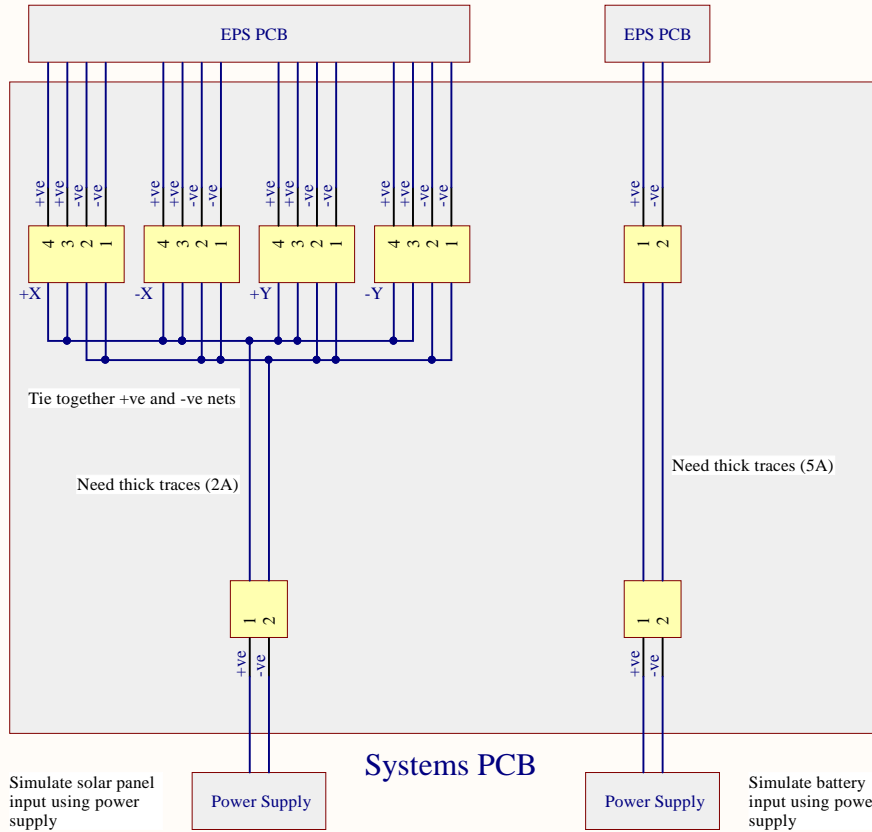 EPS PCB
EPS PCB
+ve +ve -ve -ve +ve +ve -ve -ve +ve +ve -ve -ve +ve +ve -ve -ve
+ve -ve
4 3 2 1 4 3 2 1 4 3 2 1 4 3 2 1
1 2
+X -X +Y -Y
Tie together +ve and -ve nets
Need thick traces (2A)
Need thick traces (5A)
1 2
1 2
+ve -ve
+ve -ve
Systems PCB
Simulate solar panel
input using power
supply
Power Supply
Power Supply
Simulate battery
input using powe
supply